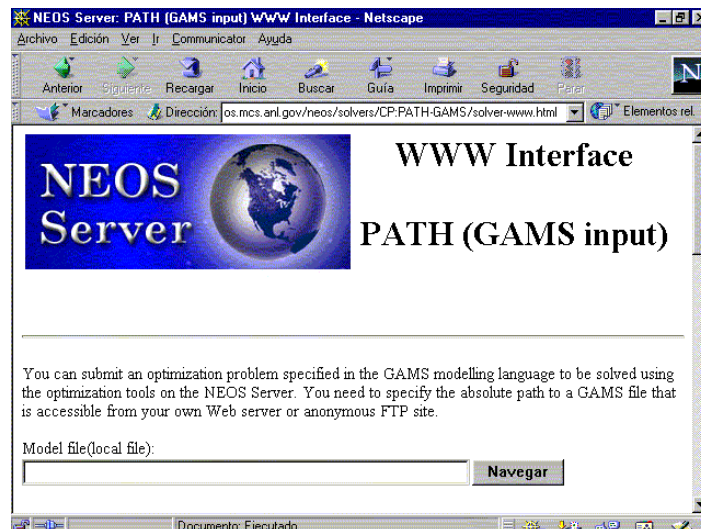 NEOS Server: PATH (GAMS input) WWW Interface - Netscape
Archivo Edición Ver Ir Communicator Ayuda
Anterior Siguiente Recargar Inicio Buscar Guía Imprimir Seguridad Parar
N
Marcadores Dirección: os.mcs.anl.gov/neos/solvers/CP:PATH-GAMS/solver-www.html Elementos rel.
NEOS
Server
WWW Interface
PATH (GAMS input)
You can submit an optimization problem specified in the GAMS modelling language to be solved using
the optimization tools on the NEOS Server. You need to specify the absolute path to a GAMS file that
is accessible from your own Web server or anonymous FTP site.
Model file(local file):
Navegar
Documento: Ejecutado